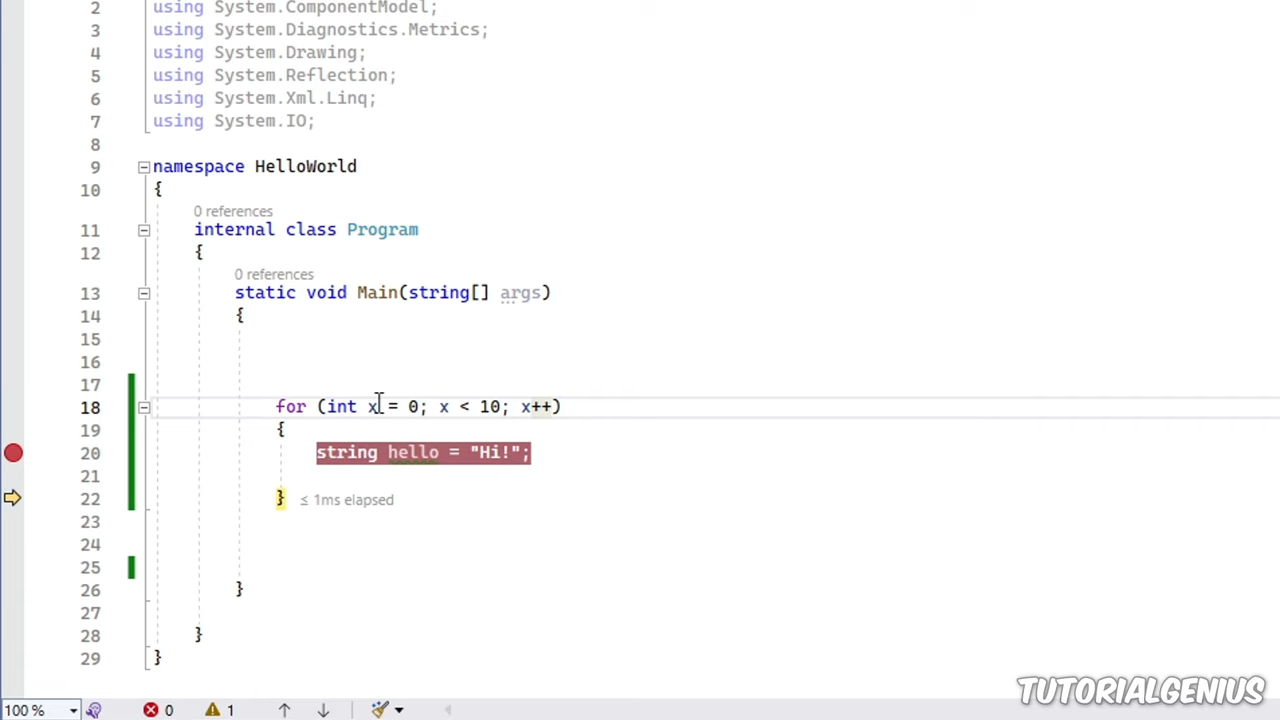 2 using System.ComponentModel;
3 using System.Diagnostics.Metrics;
4 using System.Drawing;
5 using System.Reflection;
6 using System.Xml.Linq;
7 using System.IO;
8
9 namespace HelloWorld
10 {
0 references
11 internal class Program
12 {
0 references
13 static void Main(string[] args)
14 {
15
16
17
18 for (int x = 0; x < 10; x++)
19 {
20 string hello = "Hi!";
21
22 } ≤ 1ms elapsed
23
24
25
26 }
27
28 }
29 }
100 % 0 1
TUTORIALGENIUS